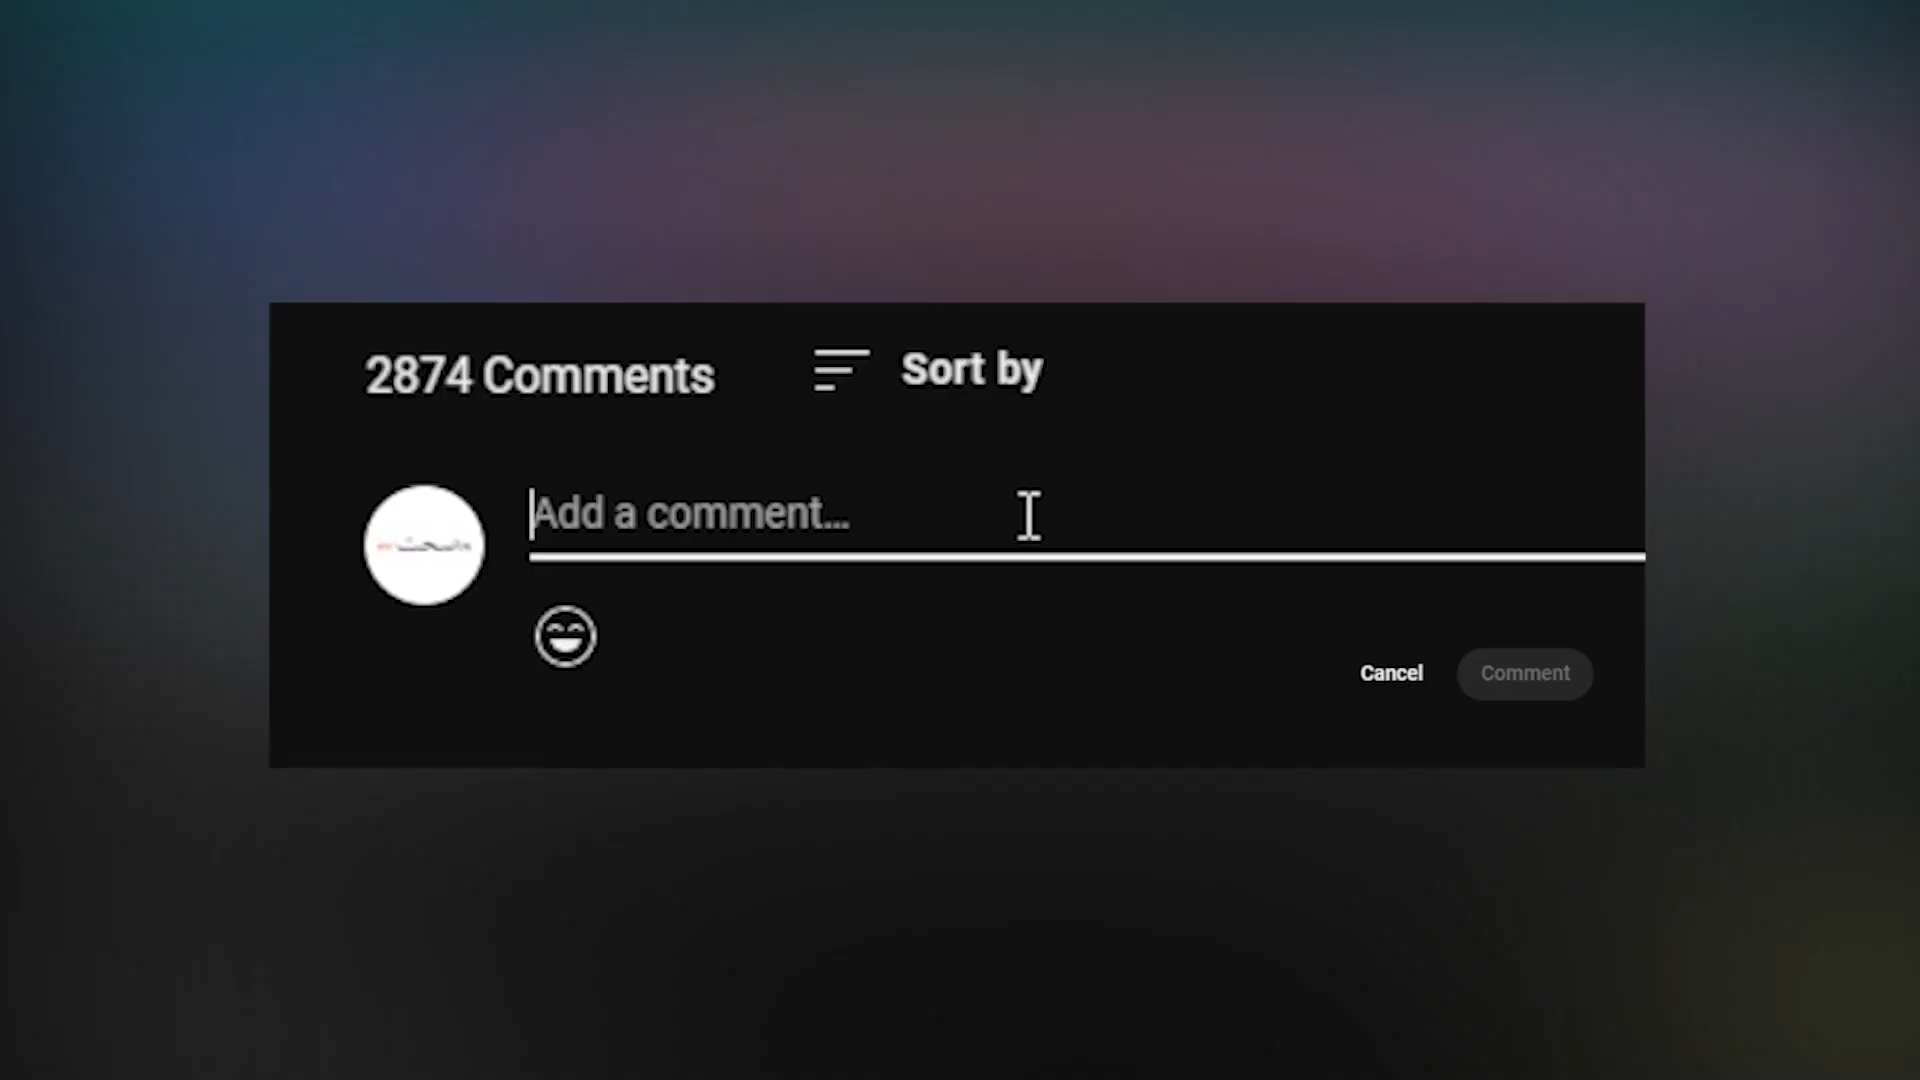 2874 Comments
Sort by
Add a comment...
Cancel
Comment